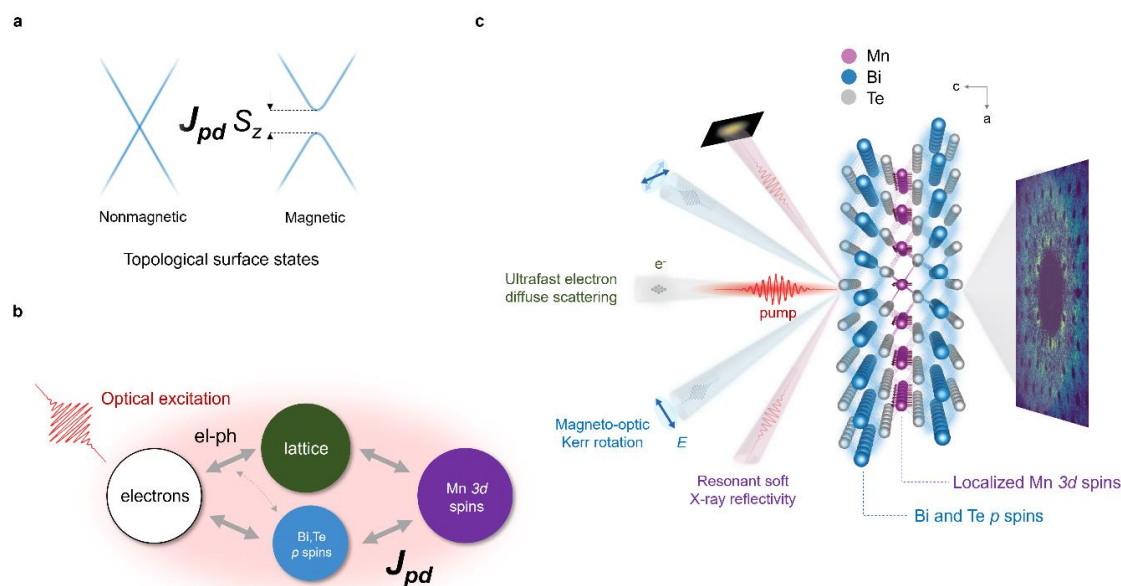 a
J_pd S_z
Nonmagnetic
Magnetic
Topological surface states
b
Optical excitation
el-ph
electrons
lattice
Bi,Te
p spins
Mn 3d
spins
J_pd
c
Mn
Bi
Te
c
a
e-
Ultrafast electron
diffuse scattering
pump
Magneto-optic
Kerr rotation
E
Resonant soft
X-ray reflectivity
Localized Mn 3d spins
Bi and Te p spins